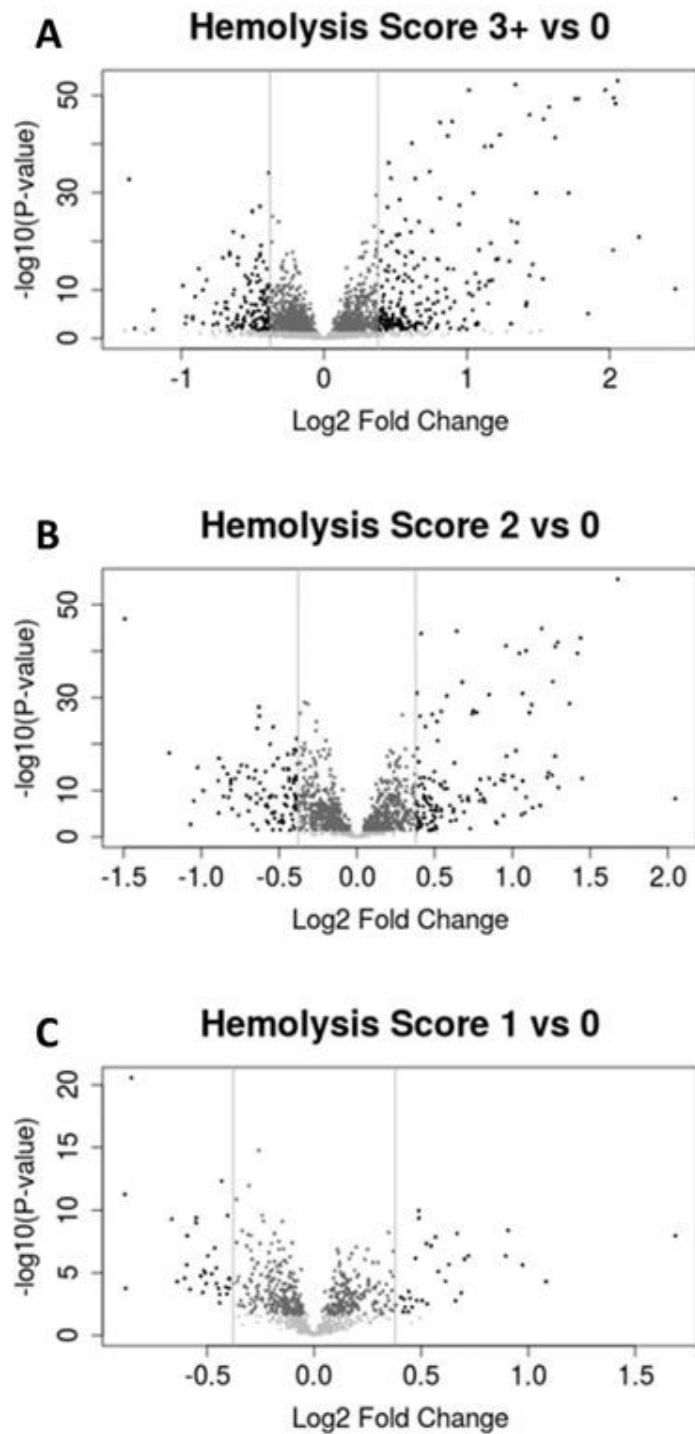 A Hemolysis Score 3+ vs 0
-log10(P-value)
50
30
10
0
-1 0 1 2
Log2 Fold Change
B Hemolysis Score 2 vs 0
-log10(P-value)
50
30
10
0
-1.5 -1.0 -0.5 0.0 0.5 1.0 1.5 2.0
Log2 Fold Change
C Hemolysis Score 1 vs 0
-log10(P-value)
20
15
10
5
0
-0.5 0.0 0.5 1.0 1.5
Log2 Fold Change